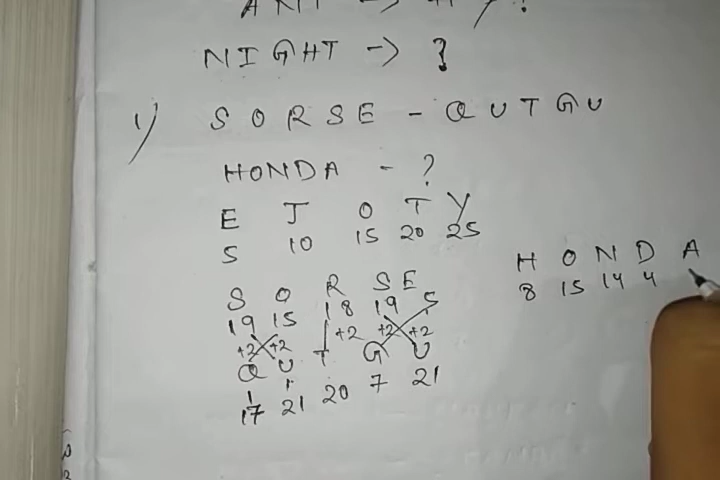 NIGHT -> ?
1) SORSE - QUTGU
HONDA - ?
E J O T Y
5 10 15 20 25
H O N D A
8 15 14 4
S O R S E
19 15 18 19 5
+2 +2 +2 +2 +2
Q U T G U
17 21 20 7 21